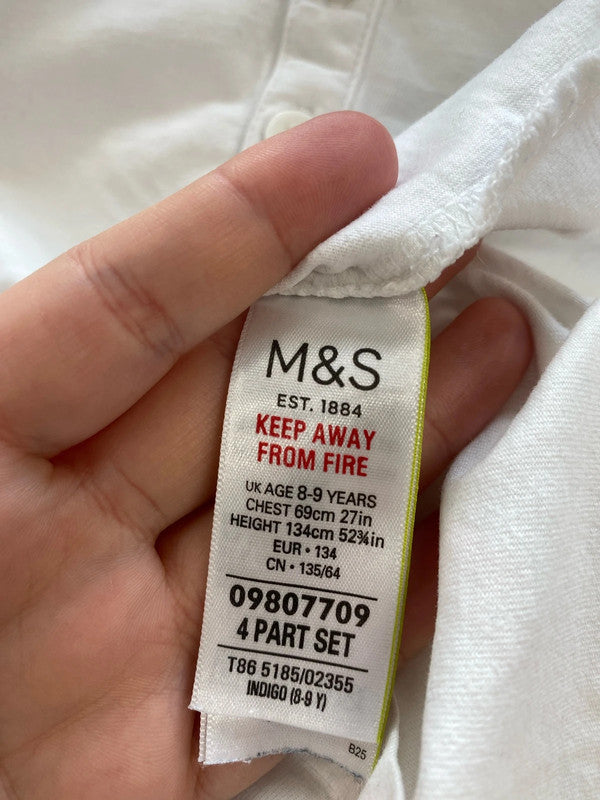 M&S
EST. 1884
KEEP AWAY
FROM FIRE
UK AGE 8-9 YEARS
CHEST 69cm 27in
HEIGHT 134cm 52¾in
EUR • 134
CN • 135/64
09807709
4 PART SET
T86 5185/02355
INDIGO (8-9 Y)
B25